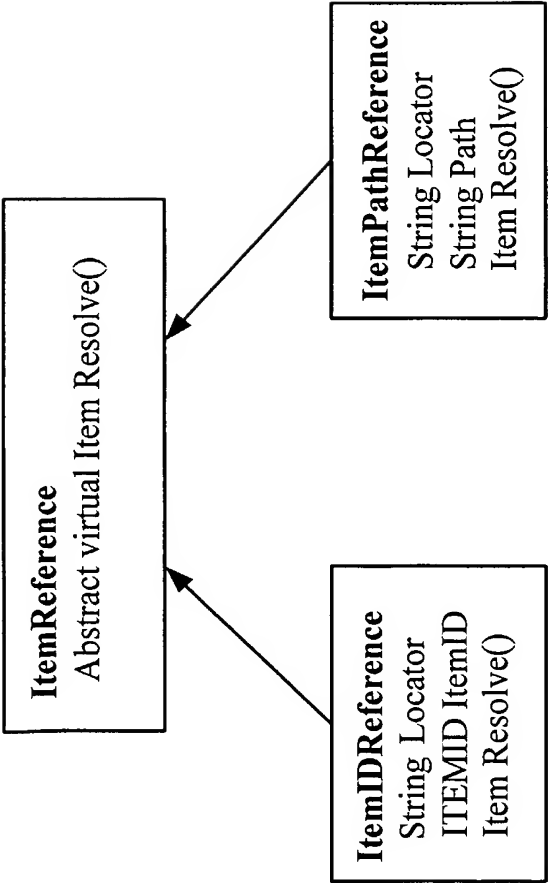 ItemReference
Abstract virtual Item Resolve()
ItemIDReference
String Locator
ITEMID ItemID
Item Resolve()
ItemPathReference
String Locator
String Path
Item Resolve()